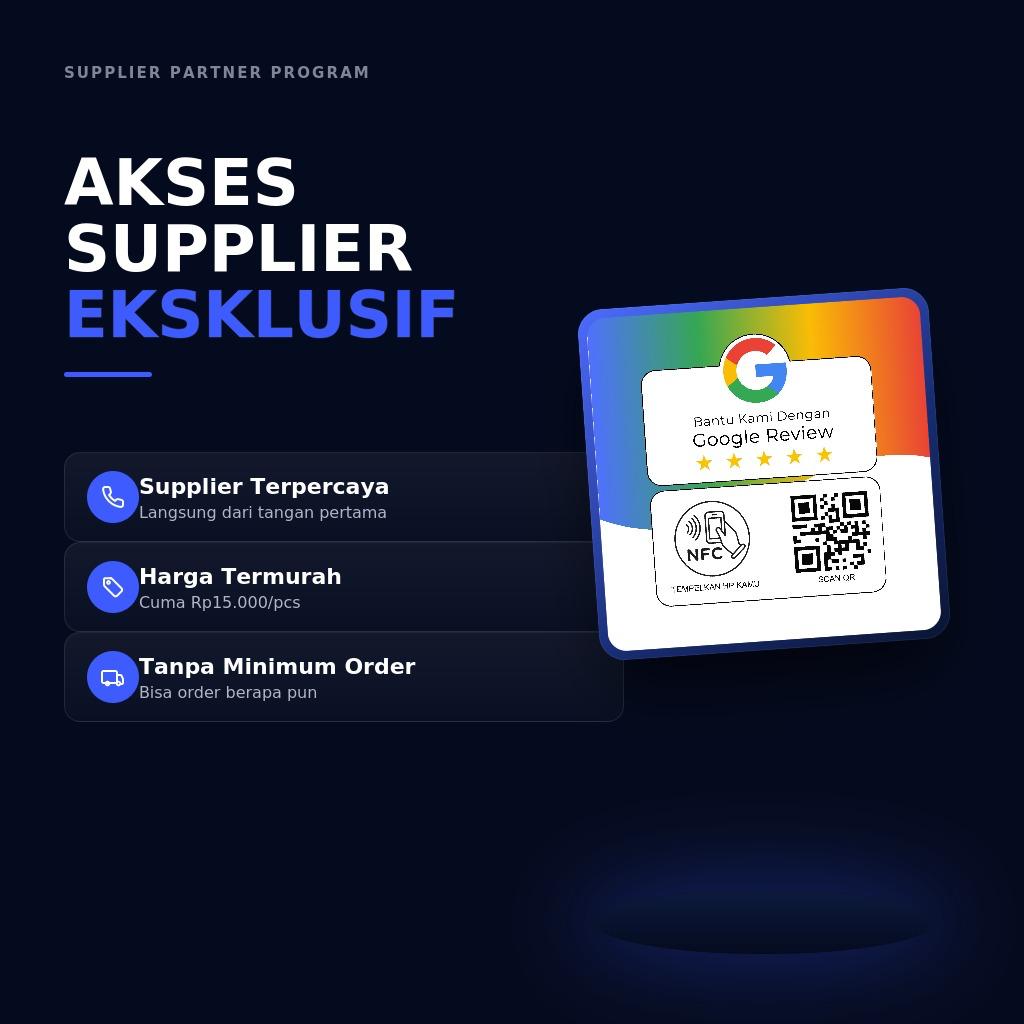 SUPPLIER PARTNER PROGRAM
AKSES
SUPPLIER
EKSKLUSIF
Supplier Terpercaya
Langsung dari tangan pertama
Harga Termurah
Cuma Rp15.000/pcs
Tanpa Minimum Order
Bisa order berapa pun
Bantu Kami Dengan
Google Review
NFC
TEMPELKAN HP KAMU
SCAN QR